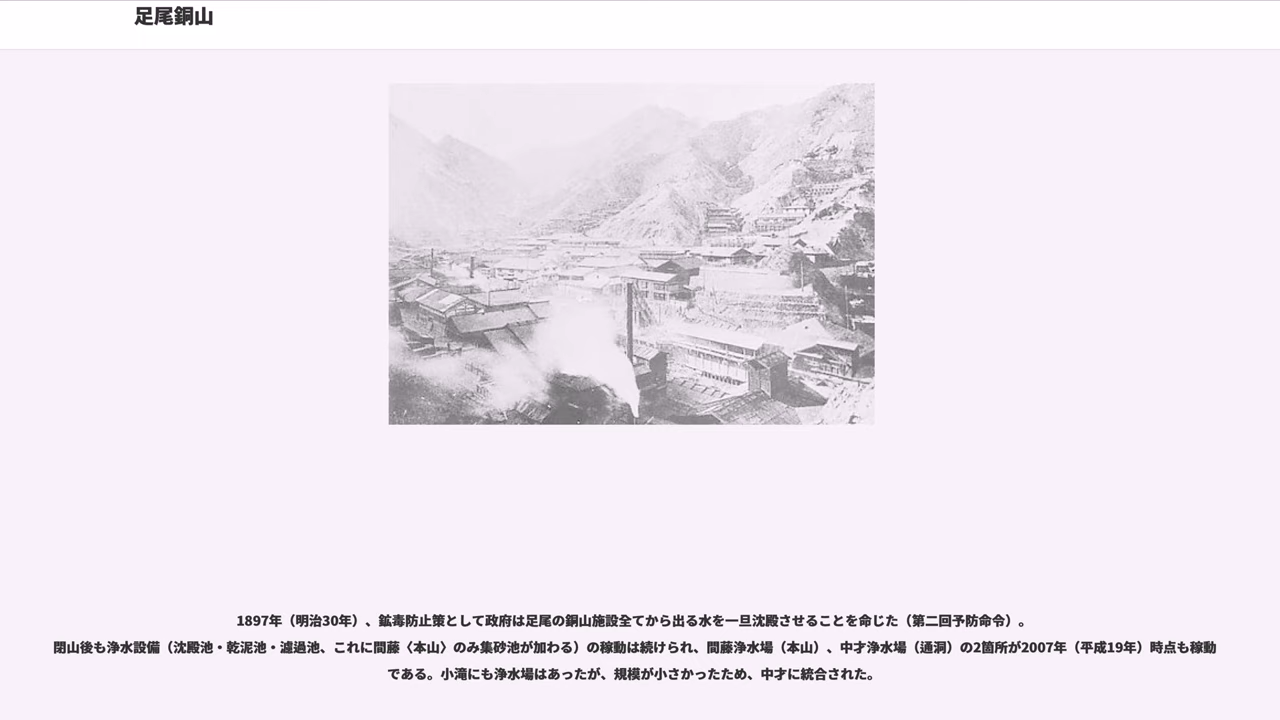 足尾銅山
1897年（明治30年）、鉱毒防止策として政府は足尾の銅山施設全てから出る水を一旦沈殿させることを命じた（第二回予防命令）。
閉山後も浄水設備（沈殿池・乾泥池・濾過池、これに間藤〈本山〉のみ集砂池が加わる）の稼動は続けられ、間藤浄水場（本山）、中才浄水場（通洞）の2箇所が2007年（平成19年）時点も稼動
である。小滝にも浄水場はあったが、規模が小さかったため、中才に統合された。